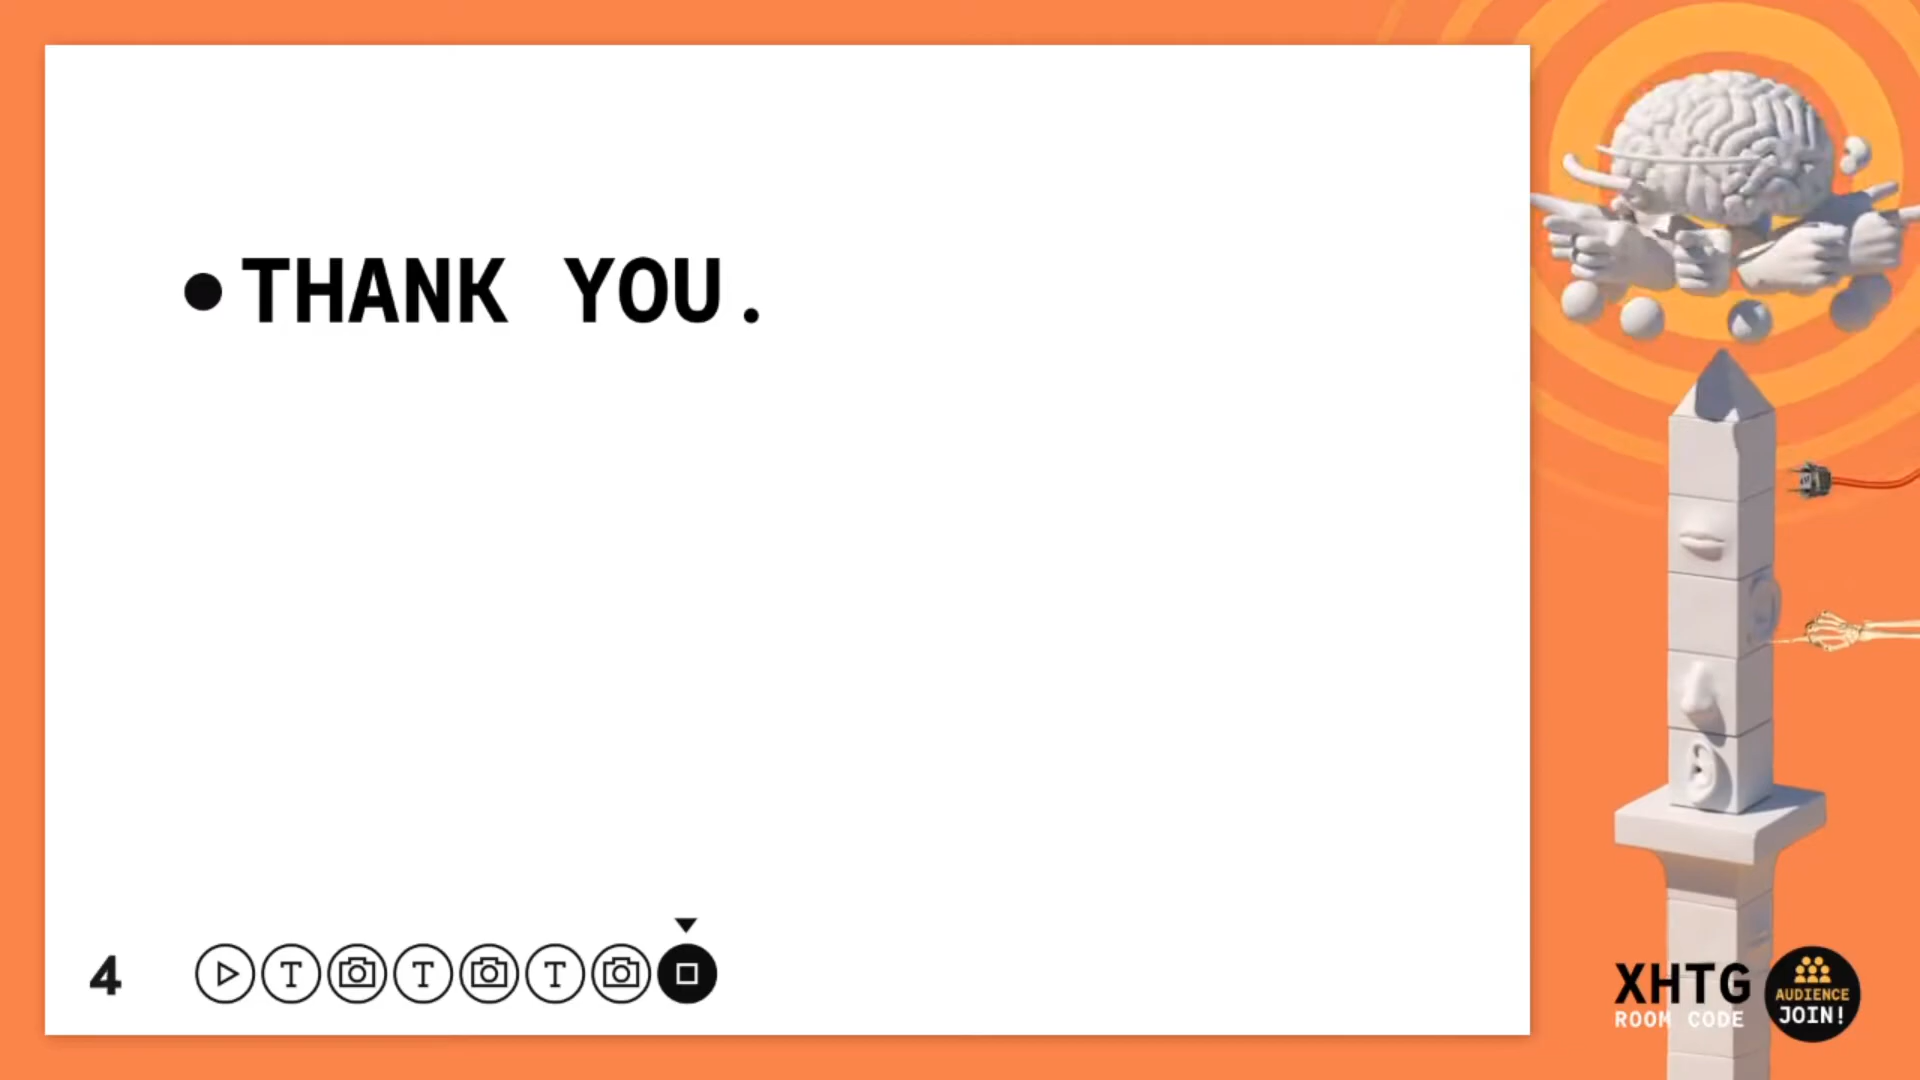 ● THANK YOU.
4
T T T
XHTG
ROOM CODE
AUDIENCE
JOIN!